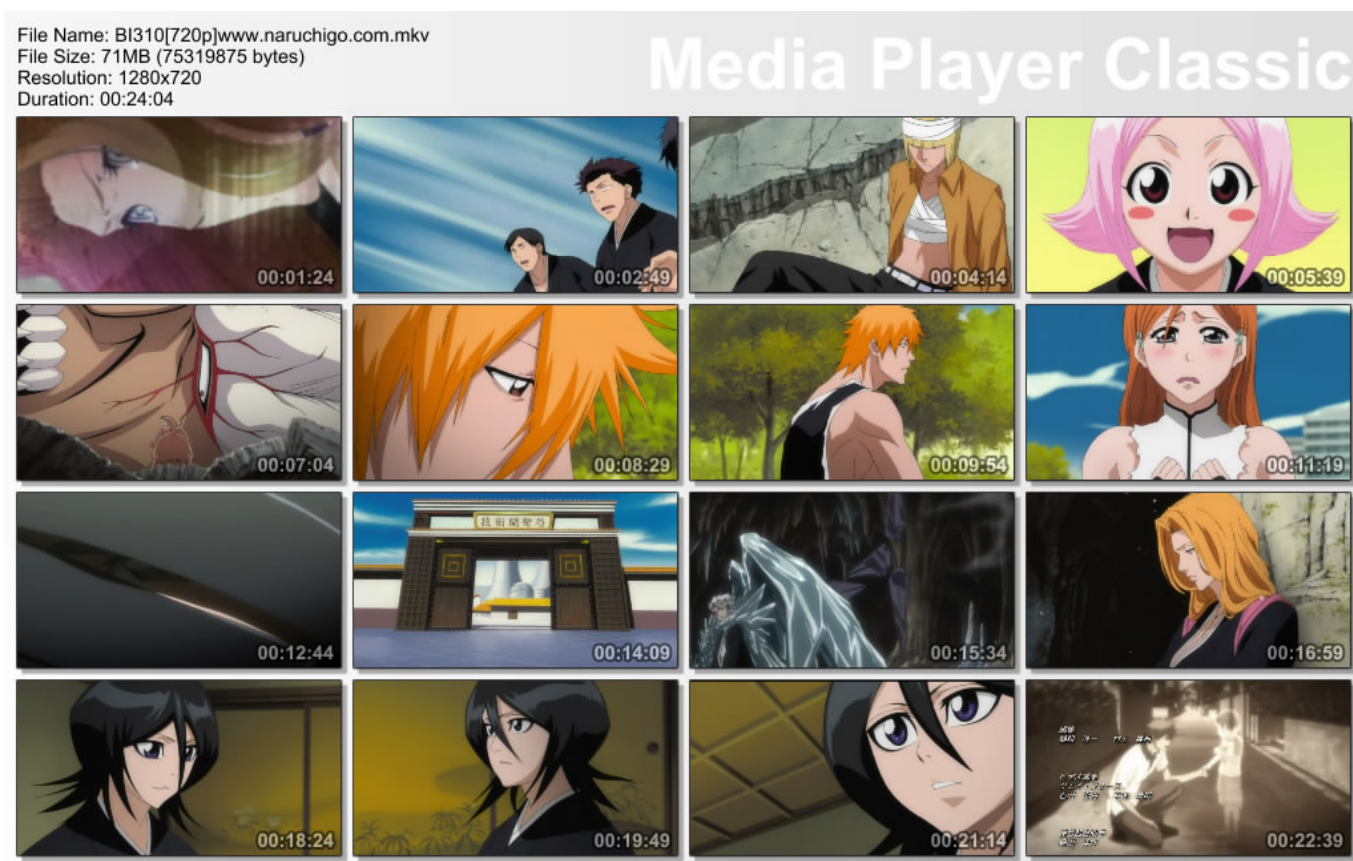 File Name: BI310[720p]www.naruchigo.com.mkv
File Size: 71MB (75319875 bytes)
Resolution: 1280x720
Duration: 00:24:04
Media Player Classic
00:01:24
00:02:49
00:04:14
00:05:39
00:07:04
00:08:29
00:09:54
00:11:19
00:12:44
技術開発局
00:14:09
00:15:34
00:16:59
00:18:24
00:19:49
00:21:14
00:22:39